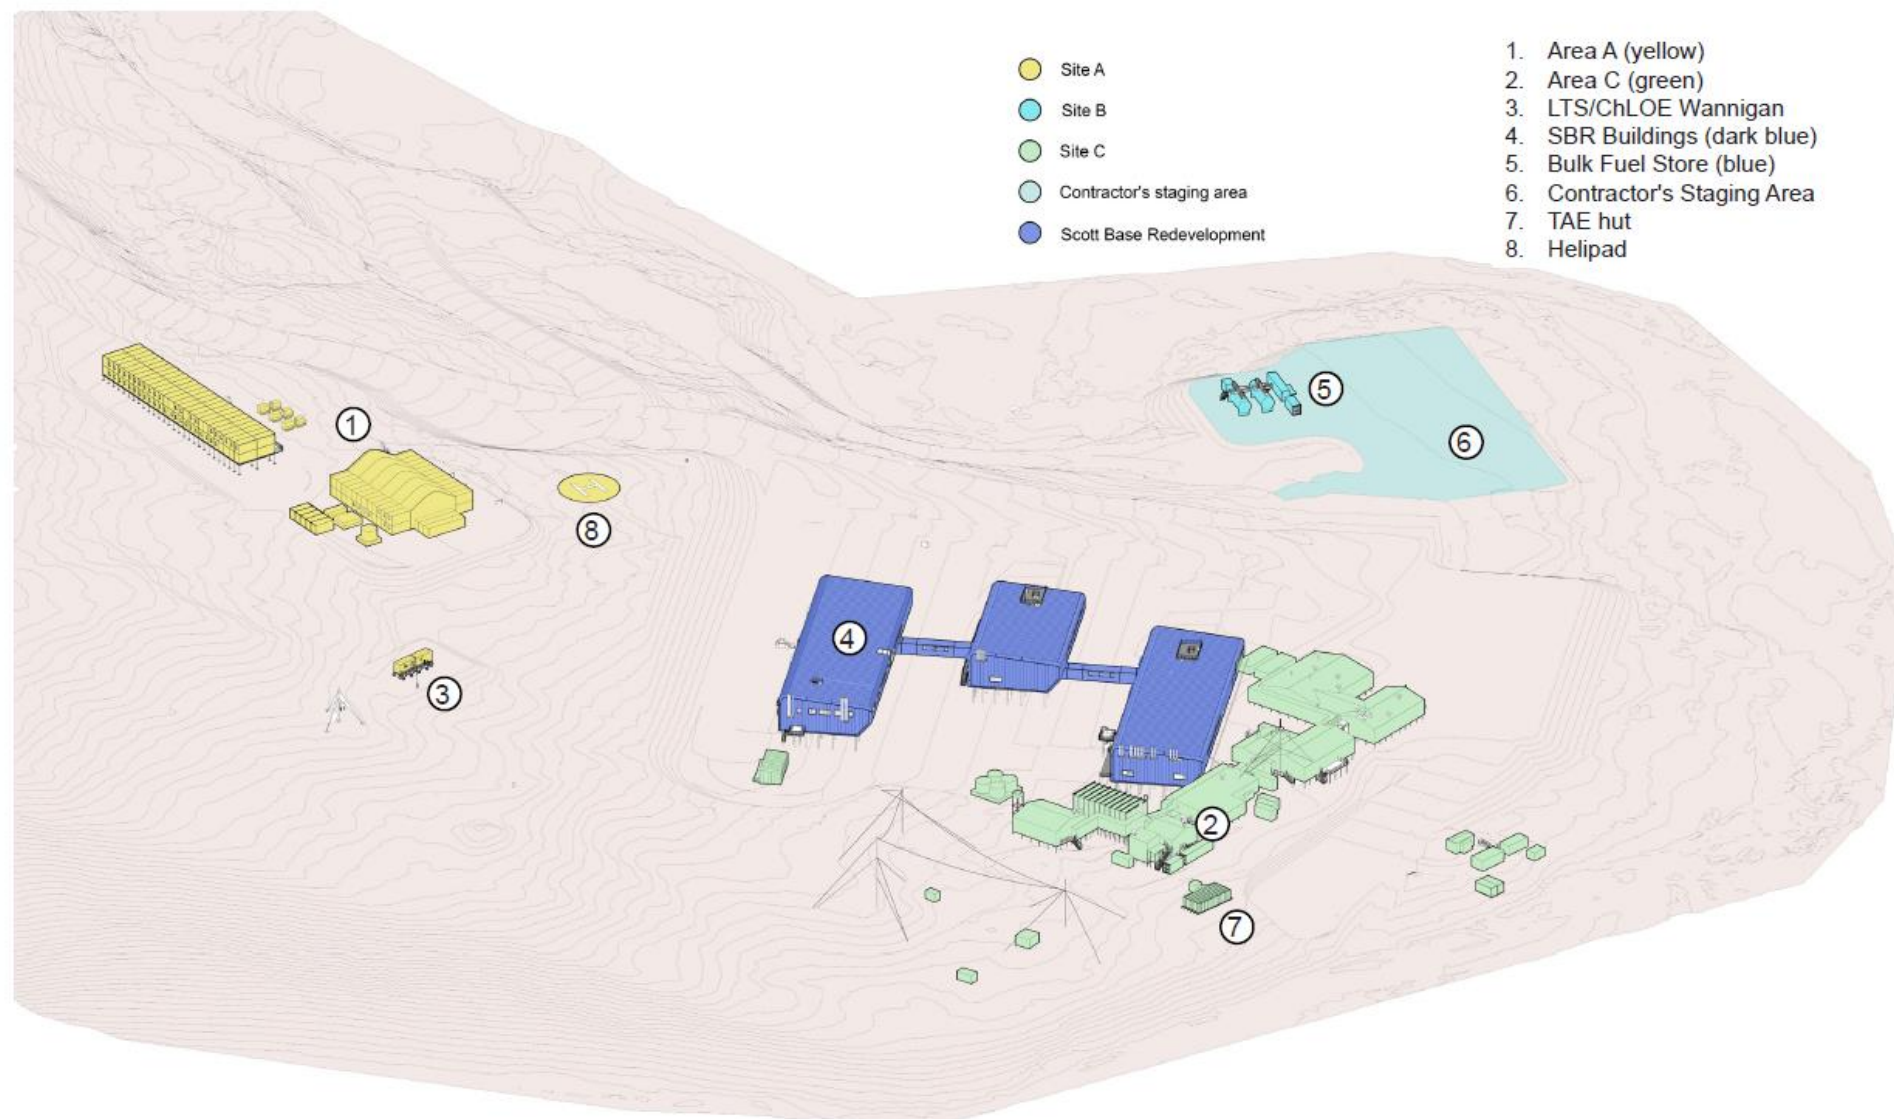 Site A
Site B
Site C
Contractor's staging area
Scott Base Redevelopment
1. Area A (yellow)
2. Area C (green)
3. LTS/ChLOE Wannigan
4. SBR Buildings (dark blue)
5. Bulk Fuel Store (blue)
6. Contractor's Staging Area
7. TAE hut
8. Helipad
1
5
6
H
8
4
3
2
7